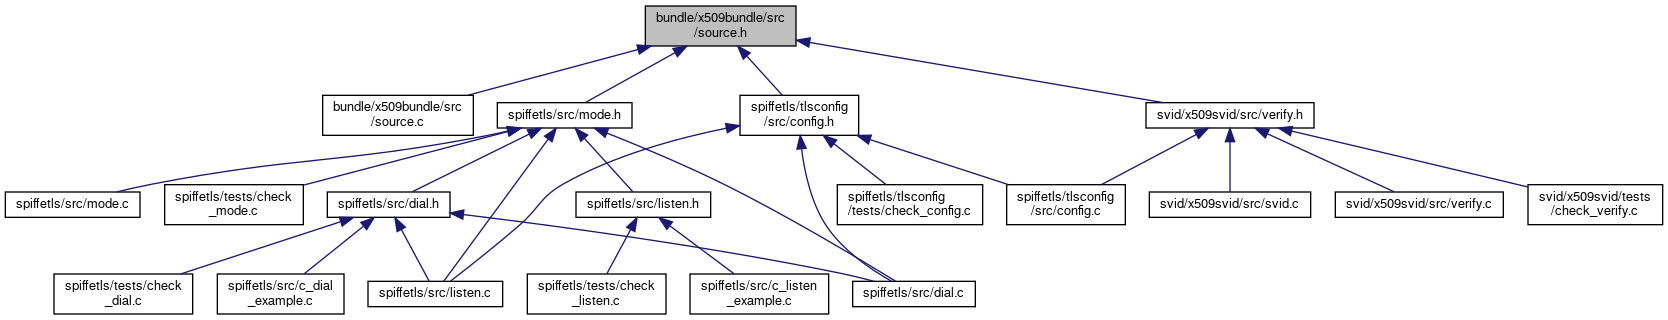 bundle/x509bundle/src
/source.h
bundle/x509bundle/src
/source.c
spiffetls/src/mode.h
spiffetls/tlsconfig
/src/config.h
svid/x509svid/src/verify.h
spiffetls/src/mode.c
spiffetls/tests/check
_mode.c
spiffetls/src/dial.h
spiffetls/src/listen.h
spiffetls/tlsconfig
/tests/check_config.c
spiffetls/tlsconfig
/src/config.c
svid/x509svid/src/svid.c
svid/x509svid/src/verify.c
svid/x509svid/tests
/check_verify.c
spiffetls/tests/check
_dial.c
spiffetls/src/c_dial
_example.c
spiffetls/src/listen.c
spiffetls/tests/check
_listen.c
spiffetls/src/c_listen
_example.c
spiffetls/src/dial.c